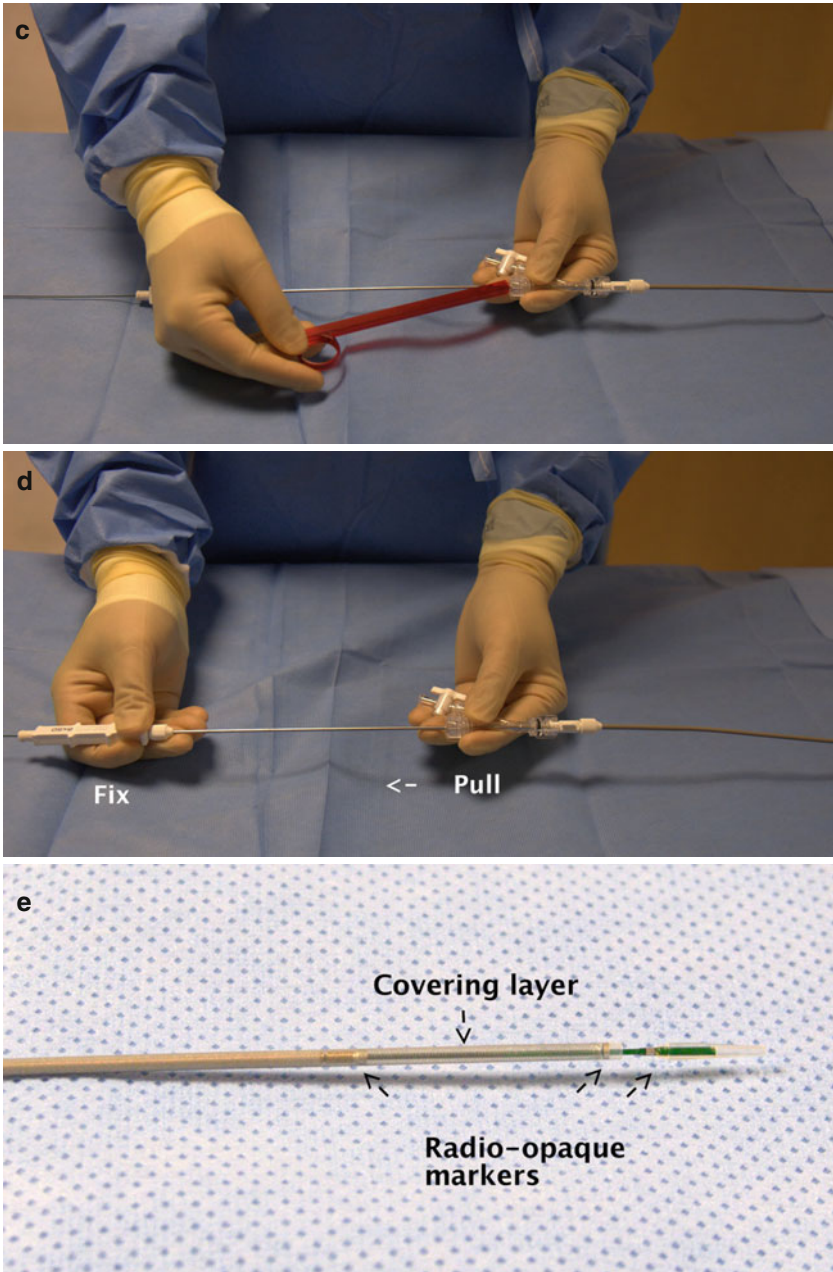 c
d
Fix
<- Pull
e
Covering layer
Radio-opaque
markers